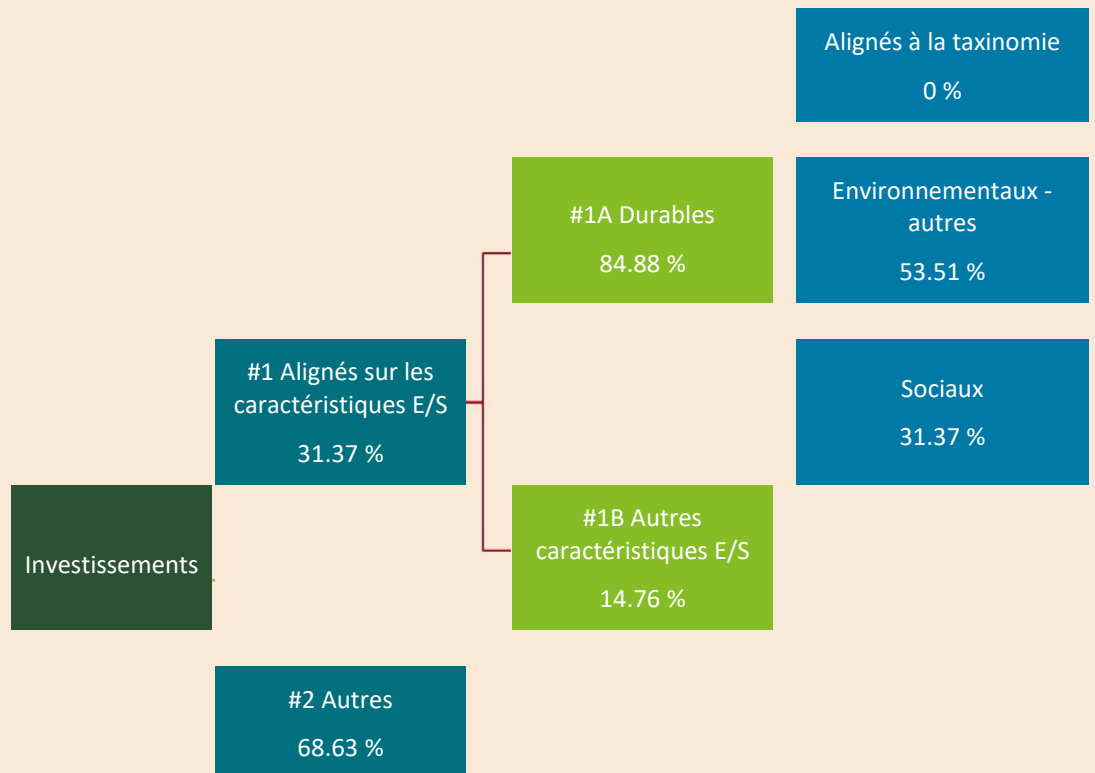 Alignés à la taxinomie
0 %
#1A Durables
84.88 %
Environnementaux -
autres
53.51 %
#1 Alignés sur les
caractéristiques E/S
31.37 %
Sociaux
31.37 %
Investissements
#1B Autres
caractéristiques E/S
14.76 %
#2 Autres
68.63 %